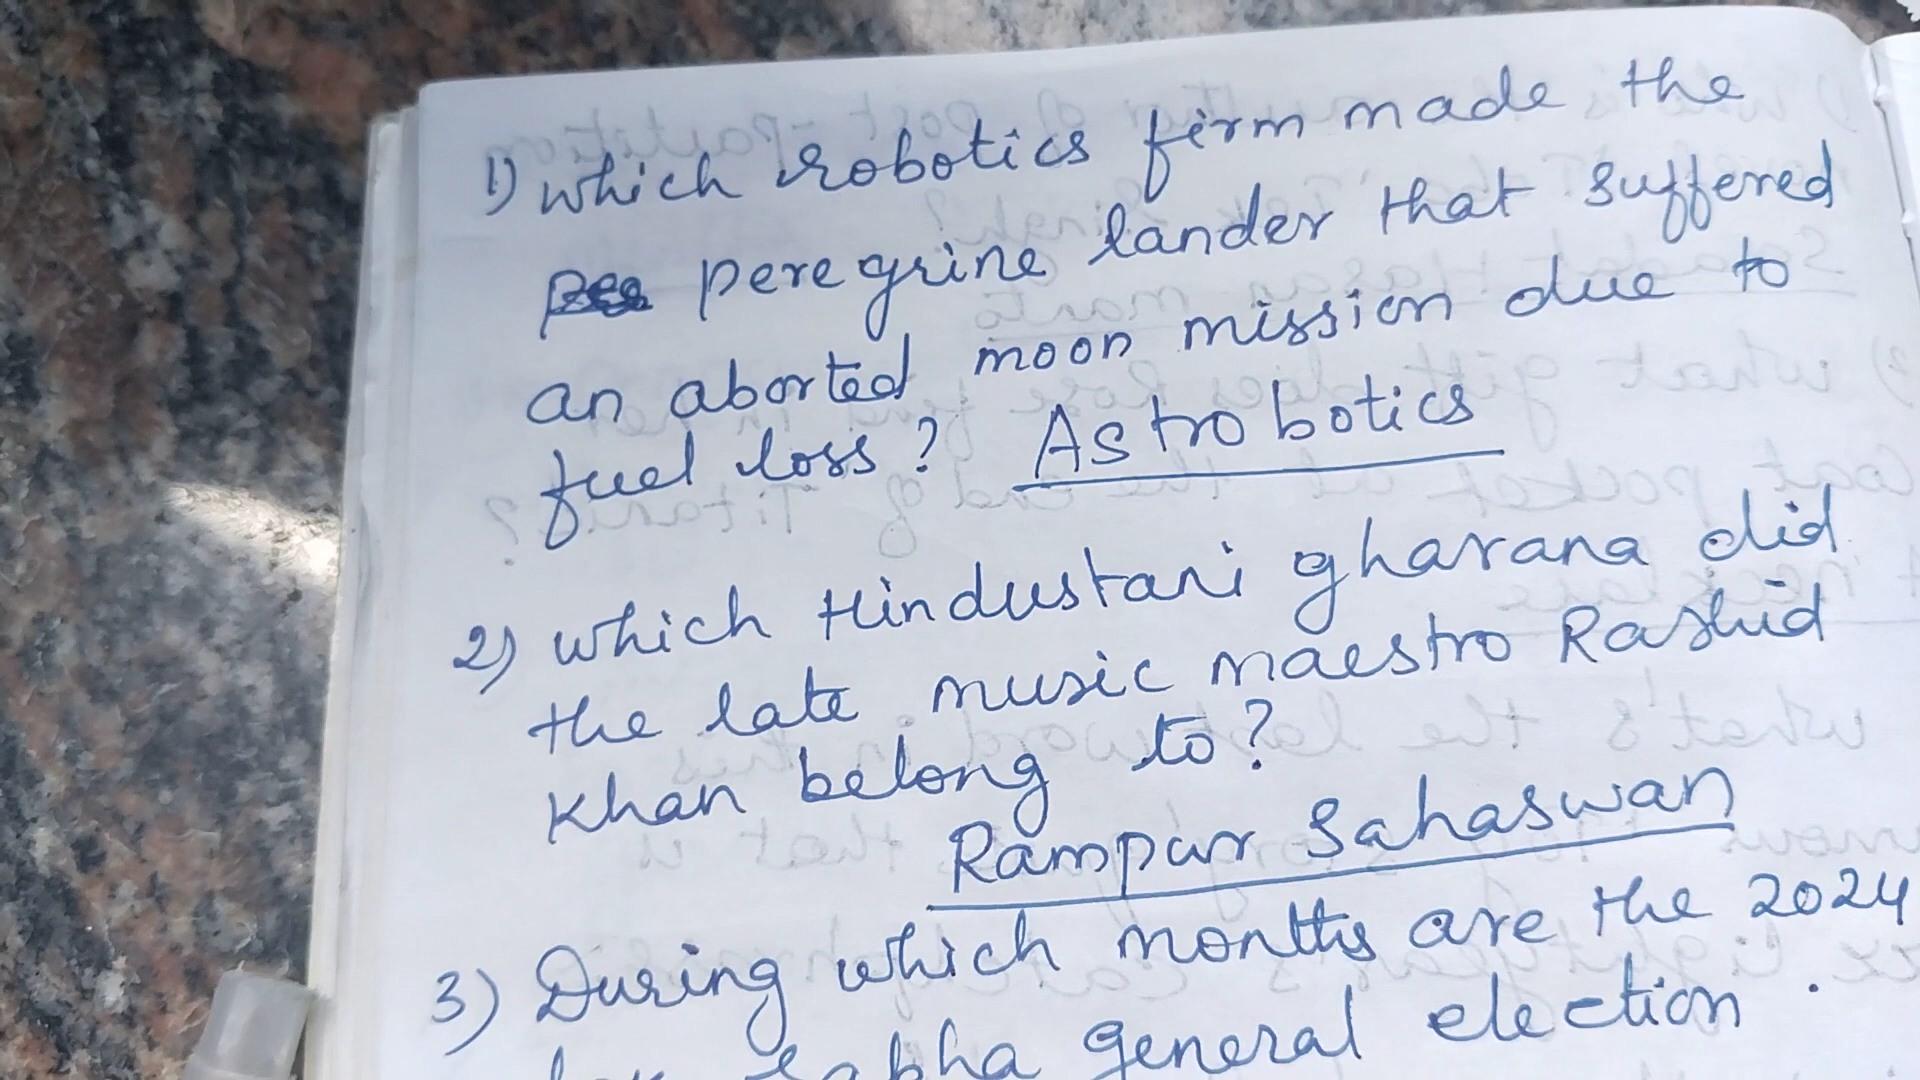 1) which robotics firm made the
peregrine lander that suffered
an aborted moon mission due to
fuel loss? Astrobotics
2) which Hindustani gharana did
the late music maestro Rashid
Khan belong to?
Rampur Sahaswan
3) During which months are the 2024
lok sabha general election